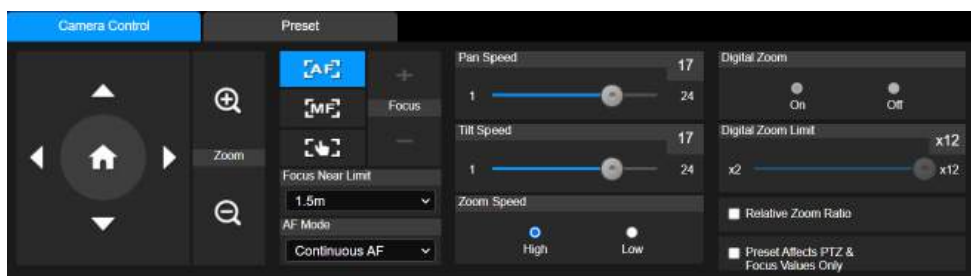 Camera Control
Preset
Zoom
AF
MF
+
Focus
−
Focus Near Limit
1.5m
AF Mode
Continuous AF
Pan Speed
17
1
24
Tilt Speed
17
1
24
Zoom Speed
High
Low
Digital Zoom
On
Off
Digital Zoom Limit
x12
x2
x12
Relative Zoom Ratio
Preset Affects PTZ &
Focus Values Only